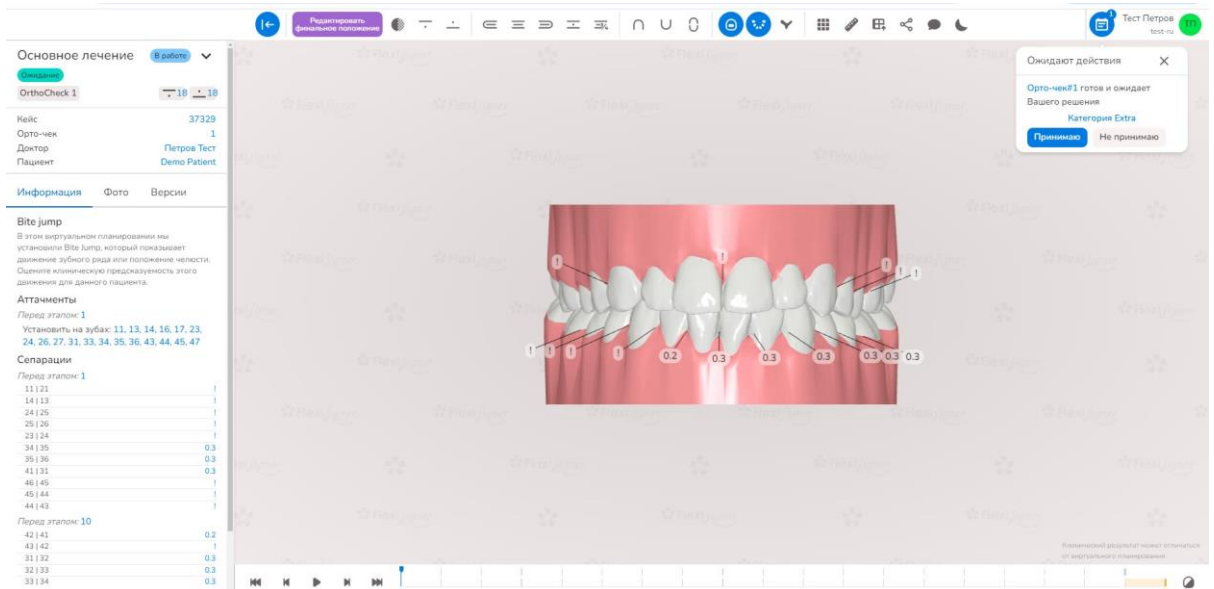 Редактировать
финальное положение
1
Тест Петров
test-ru
ТП
Основное лечение
В работе
Ожидание
OrthoCheck 1
18 18
Кейс 37329
Орто-чек 1
Доктор Петров Тест
Пациент Demo Patient
Информация Фото Версии
Bite jump
В этом виртуальном планировании мы
установили Bite Jump, который показывает
движение зубного ряда или положение челюсти.
Оцените клиническую предсказуемость этого
движения для данного пациента.
Аттачменты
Перед этапом: 1
Установить на зубах: 11, 13, 14, 16, 17, 23,
24, 26, 27, 31, 33, 34, 35, 36, 43, 44, 45, 47
Сепарации
Перед этапом: 1
11 | 21 !
14 | 13 !
24 | 25 !
25 | 26 !
23 | 24 !
34 | 35 0.3
35 | 36 0.3
41 | 31 0.3
46 | 45 !
45 | 44 !
44 | 43 !
Перед этапом: 10
42 | 41 0.2
43 | 42 !
31 | 32 0.3
32 | 33 0.3
33 | 34 0.3
Ожидают действия
Орто-чек#1 готов и ожидает
Вашего решения
Категория Extra
Принимаю Не принимаю
! ! ! ! !
! ! ! ! 0.2 0.3 0.3 0.3 0.3 0.3 0.3
Клинический результат может отличаться
от виртуального планирования